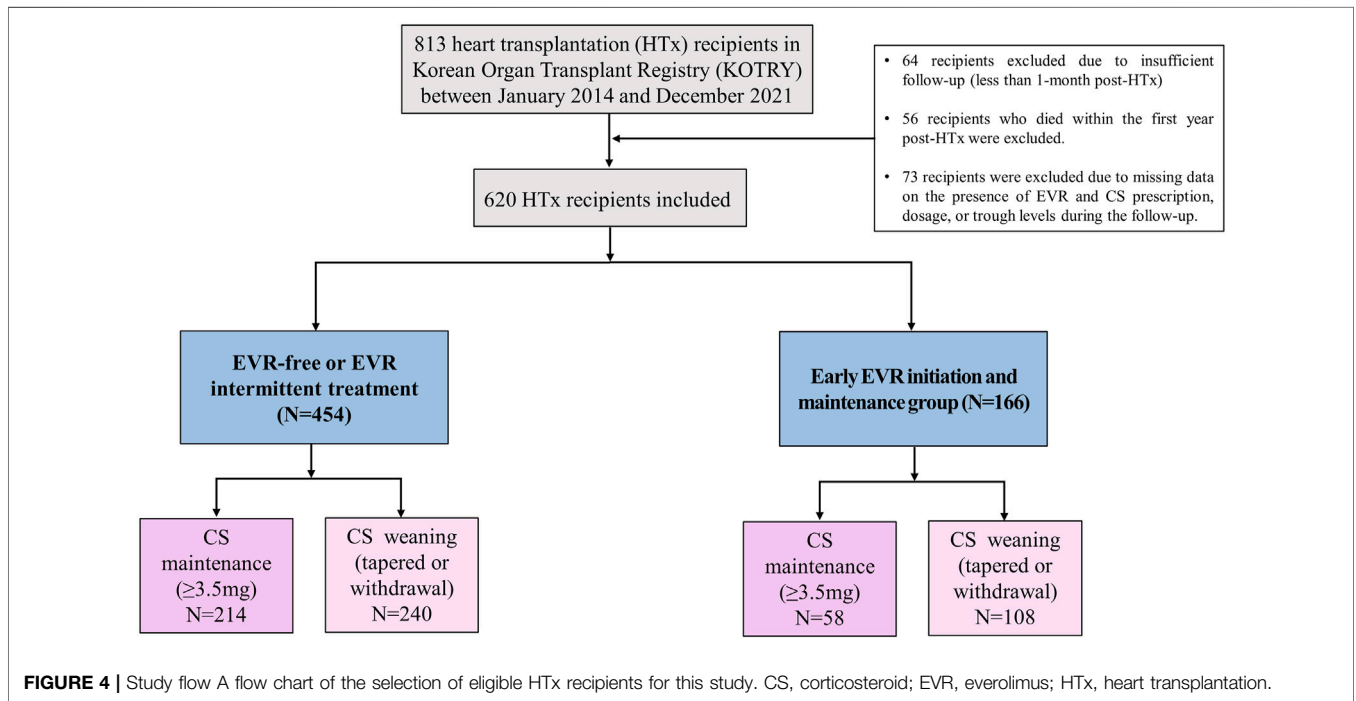 813 heart transplantation (HTx) recipients in
Korean Organ Transplant Registry (KOTRY)
between January 2014 and December 2021
• 64 recipients excluded due to insufficient
follow-up (less than 1-month post-HTx)
• 56 recipients who died within the first year
post-HTx were excluded.
• 73 recipients were excluded due to missing data
on the presence of EVR and CS prescription,
dosage, or trough levels during the follow-up.
620 HTx recipients included
EVR-free or EVR
intermittent treatment
(N=454)
Early EVR initiation and
maintenance group (N=166)
CS
maintenance
(≥3.5mg)
N=214
CS weaning
(tapered or
withdrawal)
N=240
CS
maintenance
(≥3.5mg)
N=58
CS weaning
(tapered or
withdrawal)
N=108
FIGURE 4 | Study flow A flow chart of the selection of eligible HTx recipients for this study. CS, corticosteroid; EVR, everolimus; HTx, heart transplantation.